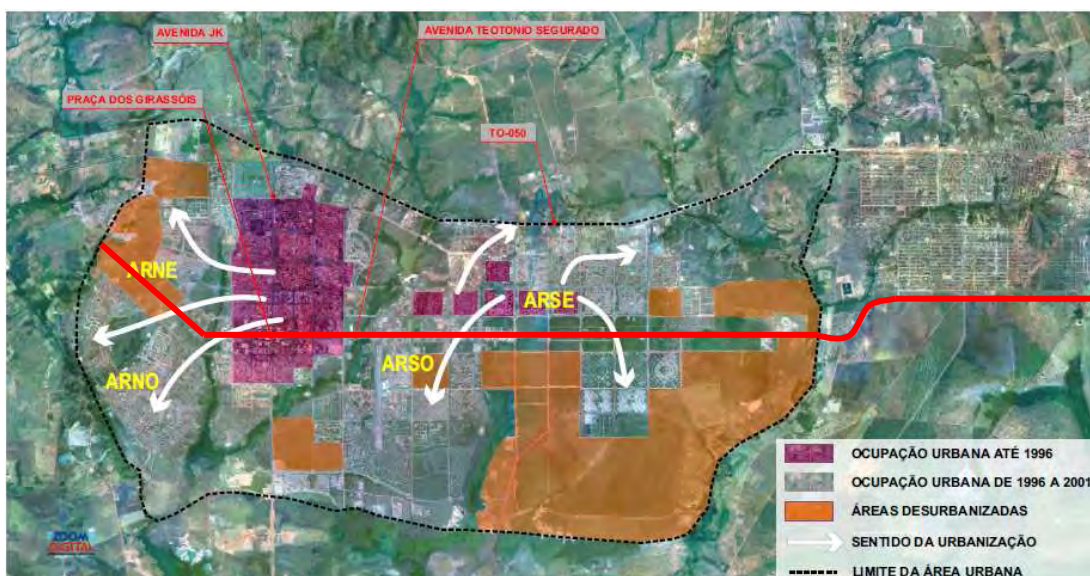 AVENIDA JK
AVENIDA TEOTONIO SEGURADO
PRAÇA DOS GIRASSÓIS
TO-050
ARNE
ARSE
ARSO
ARNO
OCUPAÇÃO URBANA ATÉ 1996
OCUPAÇÃO URBANA DE 1996 A 2001
ÁREAS DESURBANIZADAS
SENTIDO DA URBANIZAÇÃO
LIMITE DA ÁREA URBANA
ZOOM
DIGITAL